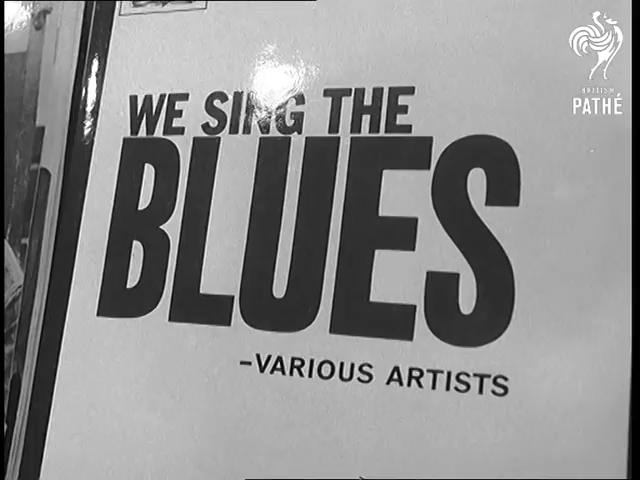 BRITISH
PATHÉ
WE SING THE
BLUES
–VARIOUS ARTISTS